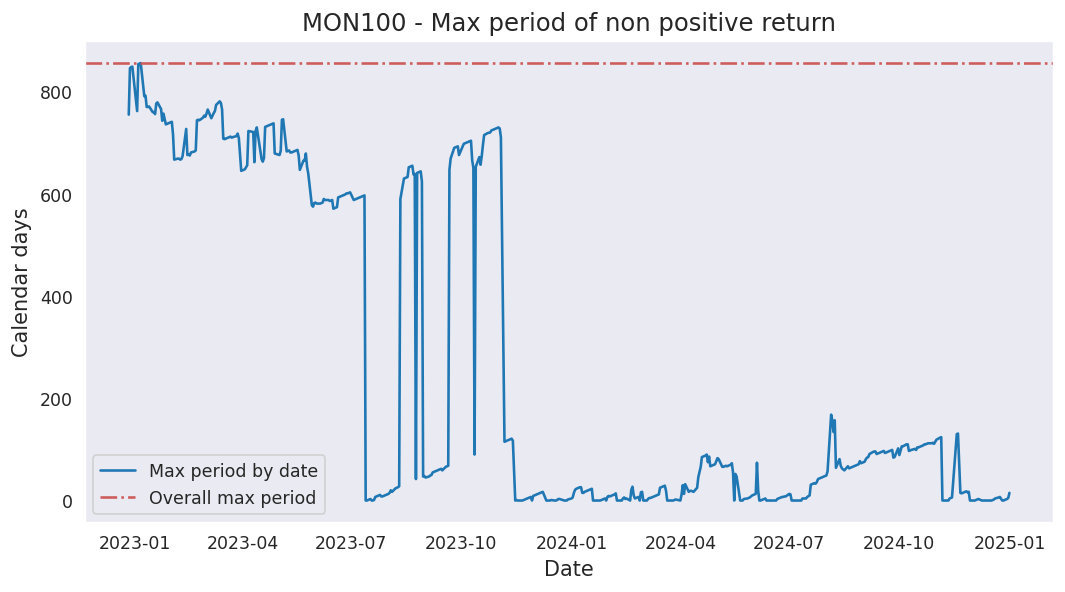 MON100 - Max period of non positive return
Calendar days
800
600
400
200
0
Max period by date
Overall max period
2023-01 2023-04 2023-07 2023-10 2024-01 2024-04 2024-07 2024-10 2025-01
Date